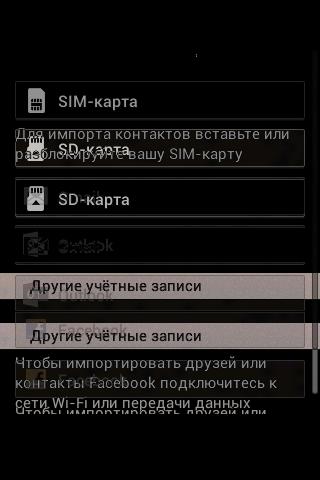 SIM-карта
Для импорта контактов вставьте или
SD-карта
разблокируйте вашу SIM-карту
SD-карта
Outlook
Другие учётные записи
Outlook
Facebook
Другие учётные записи
Чтобы импортировать друзей или
контакты Facebook подключитесь к
сети Wi-Fi или передачи данных
Чтобы импортировать друзей или